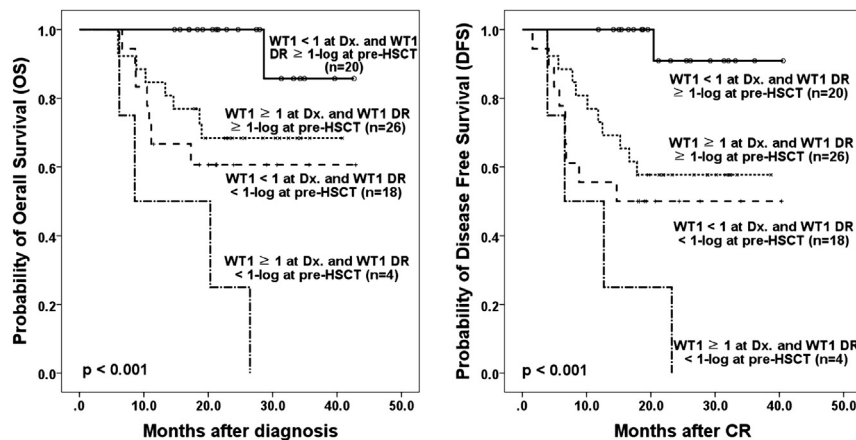 Probability of Oerall Survival (OS)
1.0
0.8
0.6
0.4
0.2
0.0
WT1 < 1 at Dx. and WT1
DR ≥ 1-log at pre-HSCT
(n=20)
WT1 ≥ 1 at Dx. and WT1 DR
≥ 1-log at pre-HSCT (n=26)
WT1 < 1 at Dx. and WT1 DR
< 1-log at pre-HSCT (n=18)
WT1 ≥ 1 at Dx. and WT1 DR
< 1-log at pre-HSCT (n=4)
p < 0.001
.0 10.0 20.0 30.0 40.0 50.0
Months after diagnosis
Probability of Disease Free Survival (DFS)
1.0
0.8
0.6
0.4
0.2
0.0
WT1 < 1 at Dx. and WT1 DR
≥ 1-log at pre-HSCT (n=20)
WT1 ≥ 1 at Dx. and WT1 DR
≥ 1-log at pre-HSCT (n=26)
WT1 < 1 at Dx. and WT1 DR
< 1-log at pre-HSCT (n=18)
WT1 ≥ 1 at Dx. and WT1 DR
< 1-log at pre-HSCT (n=4)
p < 0.001
.0 10.0 20.0 30.0 40.0 50.0
Months after CR